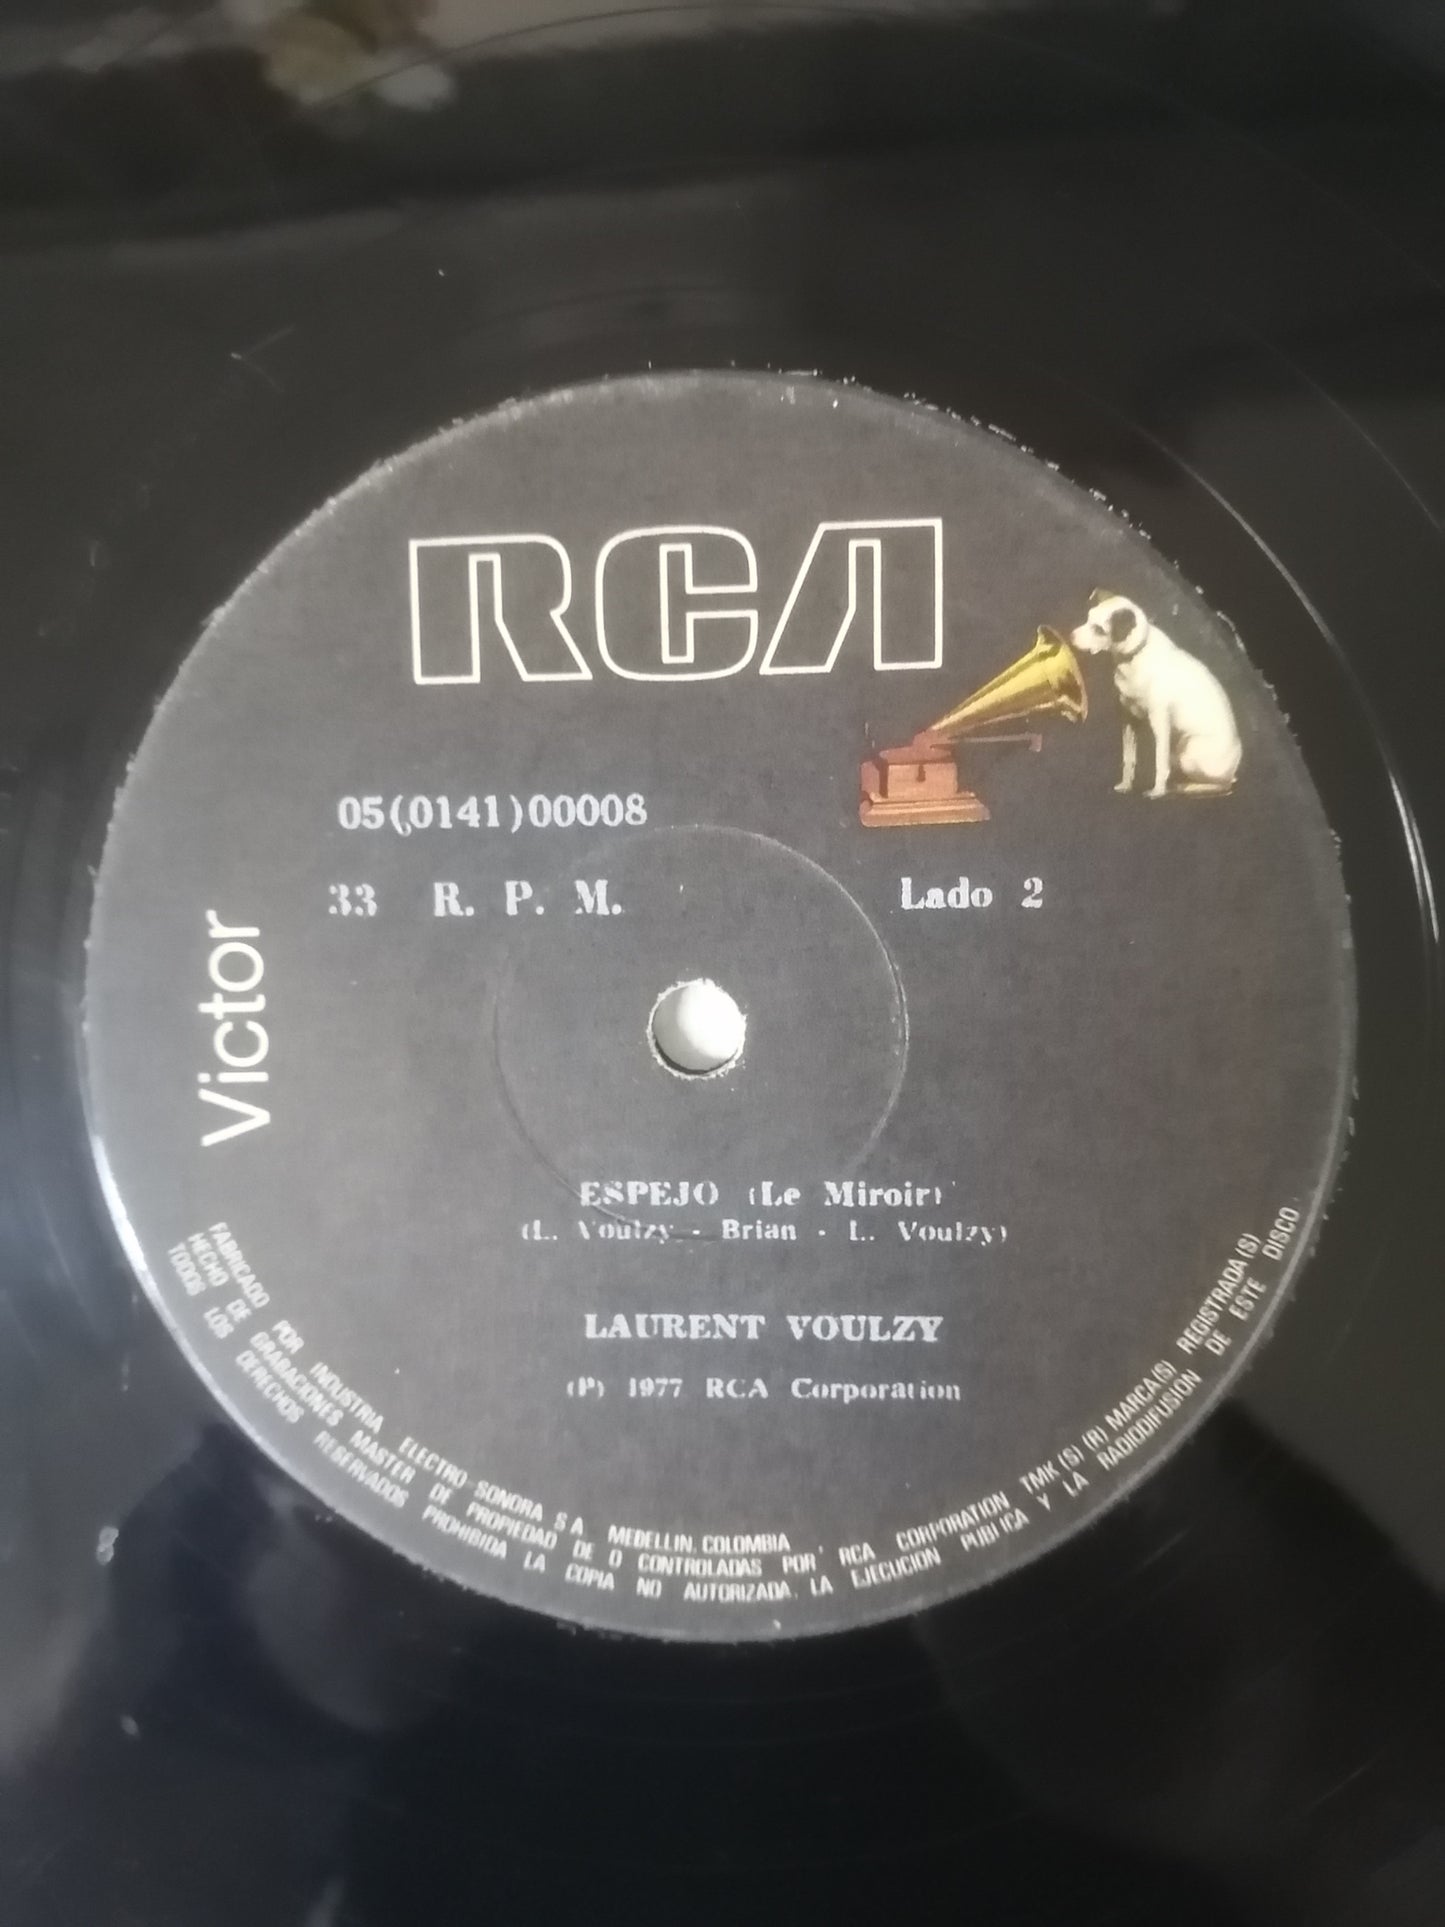 RCA
05(0141)00008
33 R. P. M.
Lado 2
Victor
ESPEJO (Le Miroir)
(L. Voulzy - Brian - L. Voulzy)
LAURENT VOULZY
(P) 1977 RCA Corporation
FABRICADO POR INDUSTRIA ELECTRO-SONORA S.A. MEDELLIN, COLOMBIA
HECHO DE GRABACIONES MASTER DE PROPIEDAD DE O CONTROLADAS POR RCA CORPORATION TMK(S) (R) MARCA(S) REGISTRADA(S)
TODOS LOS DERECHOS RESERVADOS PROHIBIDA LA COPIA NO AUTORIZADA, LA EJECUCION PUBLICA Y LA RADIODIFUSION DE ESTE DISCO
8